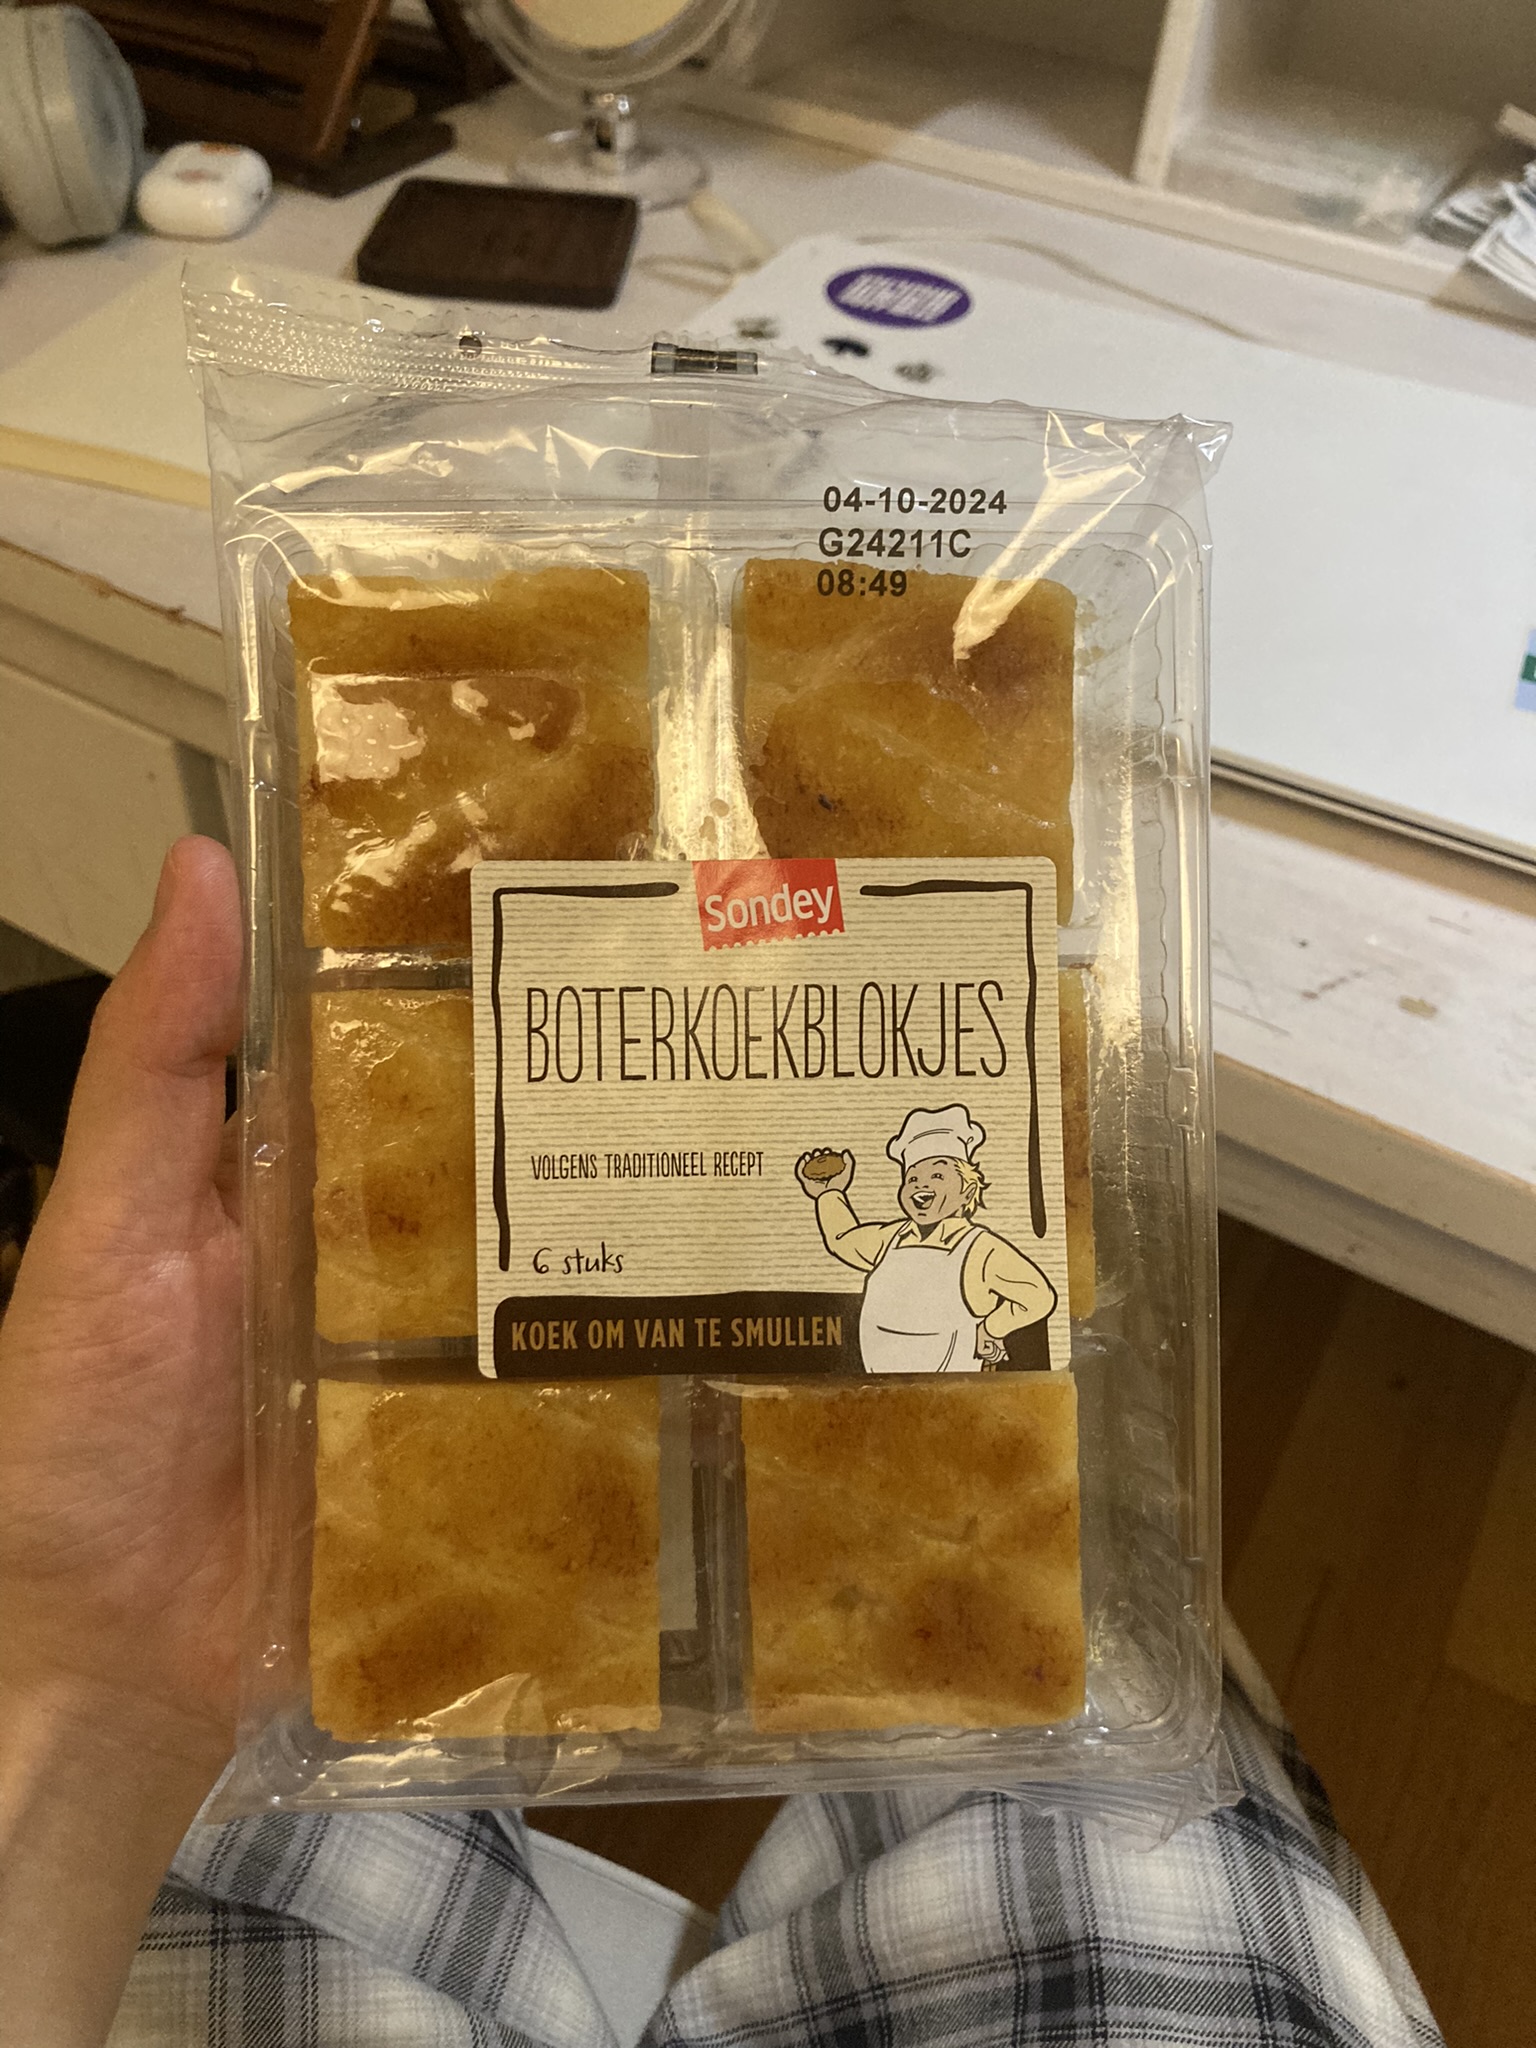 04-10-2024
G24211C
08:49
Sondey
BOTERKOEKBLOKJES
VOLGENS TRADITIONEEL RECEPT
6 stuks
KOEK OM VAN TE SMULLEN